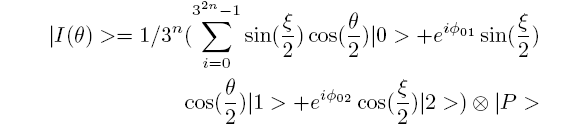 |I(θ) >= 1/3^n(∑_{i=0}^{3^{2n}−1} sin(ξ/2) cos(θ/2)|0 > +e^{iϕ_{01}} sin(ξ/2)
cos(θ/2)|1 > +e^{iϕ_{02}} cos(ξ/2)|2 >) ⊗ |P >